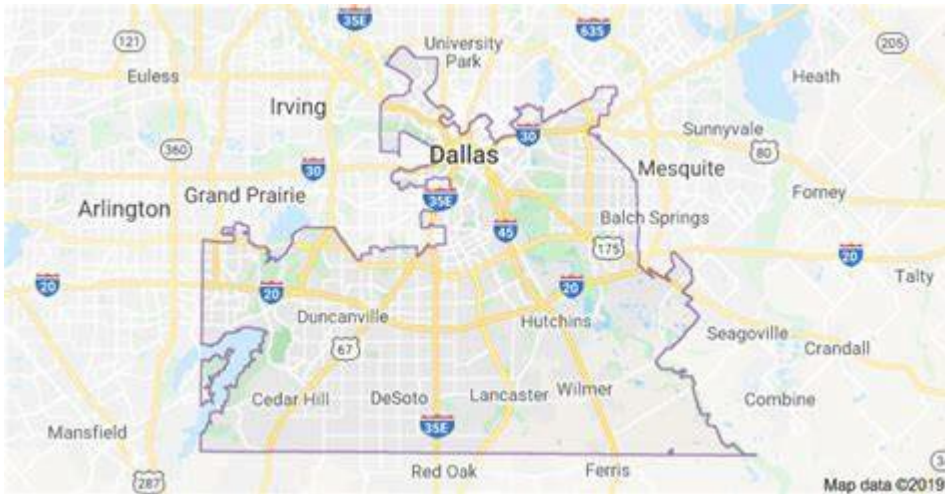 35E
University
Park
635
205
121
Euless
Heath
Irving
360
30
Sunnyvale
80
Dallas
30
Mesquite
Grand Prairie
35E
Forney
Arlington
Balch Springs
45
175
20
20
20
20
Talty
Duncanville
Hutchins
67
Seagoville
Crandall
Cedar Hill
DeSoto
Lancaster
Wilmer
Combine
35E
Mansfield
287
Red Oak
Ferris
Map data ©2019